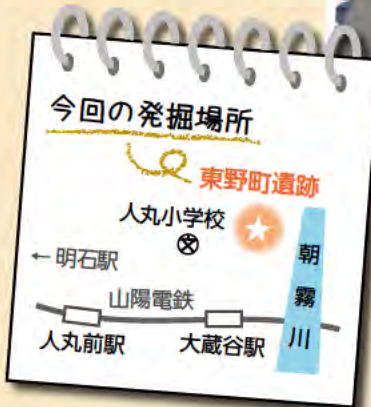 今回の発掘場所
東野町遺跡
人丸小学校
文
朝霧川
←明石駅
山陽電鉄
人丸前駅
大蔵谷駅